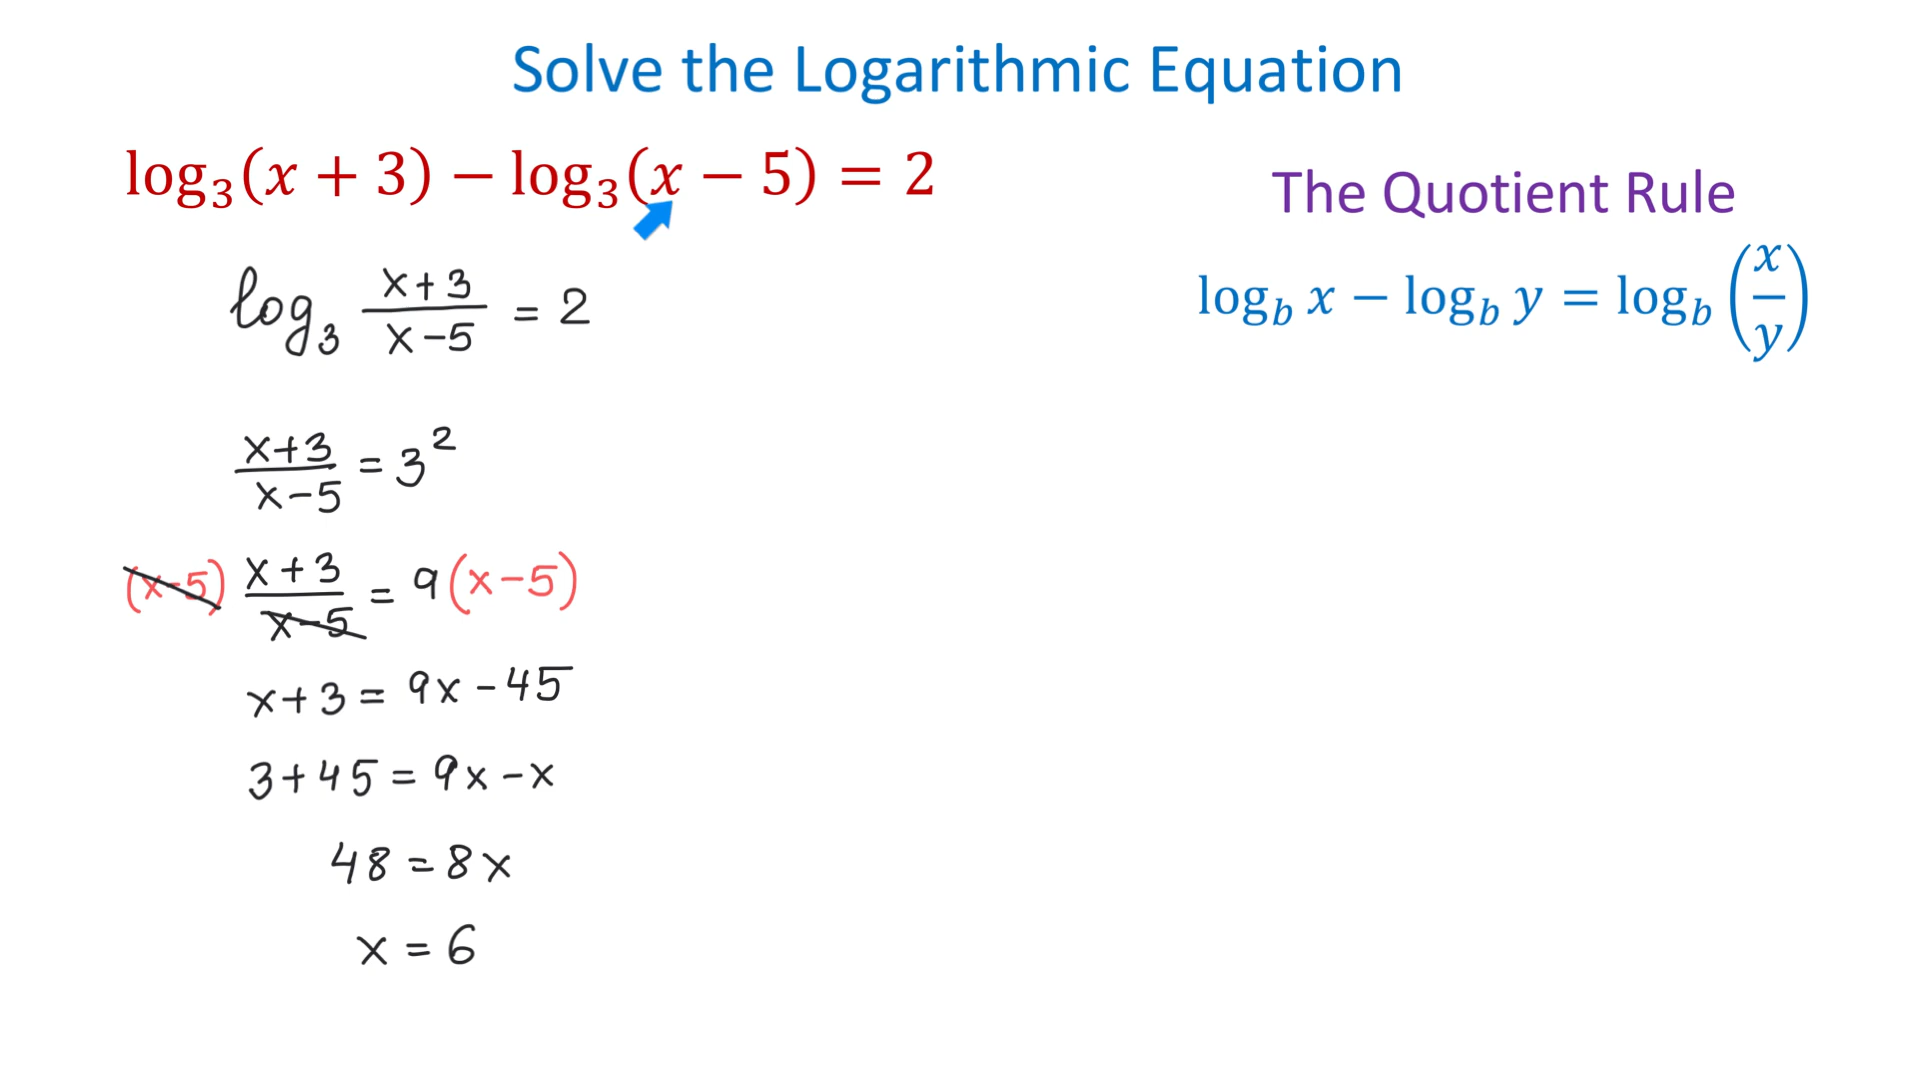 Solve the Logarithmic Equation
log₃(x + 3) − log₃(x − 5) = 2
The Quotient Rule
log_b x − log_b y = log_b (x/y)
log₃ (x+3)/(x−5) = 2
(x+3)/(x−5) = 3²
(x−5) (x+3)/(x−5) = 9(x−5)
x+3 = 9x − 45
3+45 = 9x − x
48 = 8x
x = 6